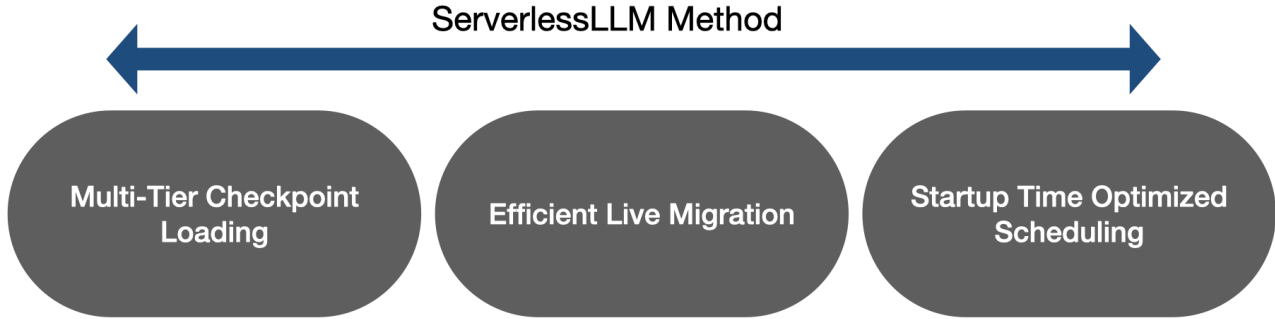 ServerlessLLM Method
Multi-Tier Checkpoint
Loading
Efficient Live Migration
Startup Time Optimized
Scheduling